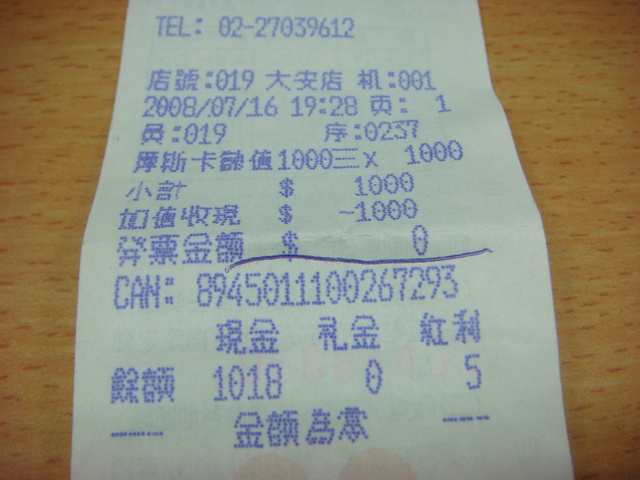 TEL: 02-27039612
店號:019 大安店 机:001
2008/07/16 19:28 頁: 1
員:019 序:0237
摩斯卡儲值1000三x 1000
小計 $ 1000
加值收現 $ -1000
發票金額 $ 0
CAN: 8945011100267293
現金 礼金 紅利
餘額 1018 0 5
---- 金額為 ----